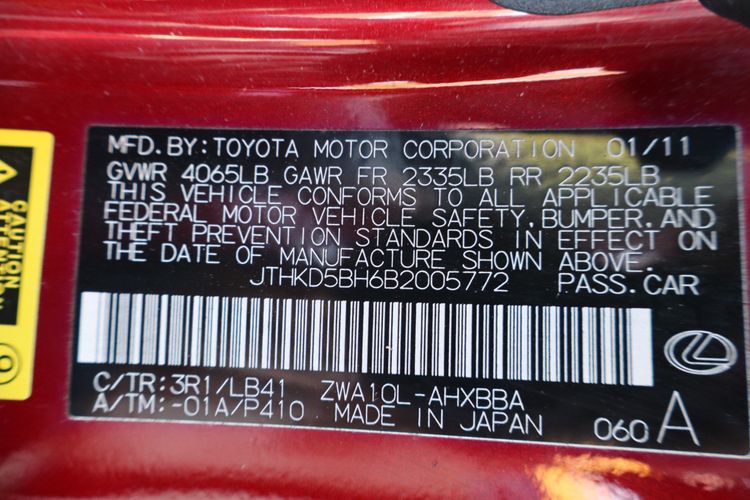 MFD.BY:TOYOTA MOTOR CORPORATION 01/11
GVWR 4065LB GAWR FR 2335LB RR 2235LB
THIS VEHICLE CONFORMS TO ALL APPLICABLE
FEDERAL MOTOR VEHICLE SAFETY,BUMPER,AND
THEFT PREVENTION STANDARDS IN EFFECT ON
THE DATE OF MANUFACTURE SHOWN ABOVE.
JTHKD5BH6B2005772 PASS.CAR
C/TR:3R1/LB41 ZWA10L-AHXBBA
A/TM:-01A/P410 MADE IN JAPAN 060 A
CAUTION